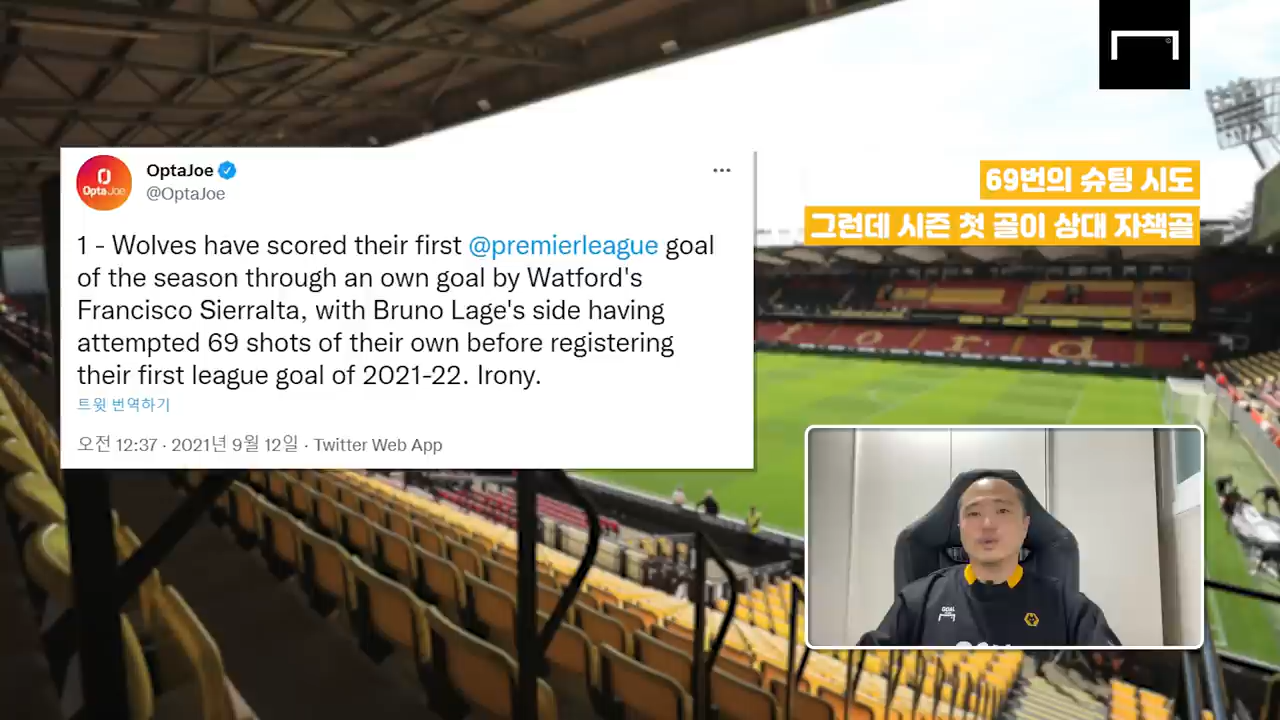 OptaJoe
@OptaJoe
Opta Joe
1 - Wolves have scored their first @premierleague goal
of the season through an own goal by Watford's
Francisco Sierralta, with Bruno Lage's side having
attempted 69 shots of their own before registering
their first league goal of 2021-22. Irony.
트윗 번역하기
오전 12:37 · 2021년 9월 12일 · Twitter Web App
69번의 슈팅 시도
그런데 시즌 첫 골이 상대 자책골
ford
GOAL